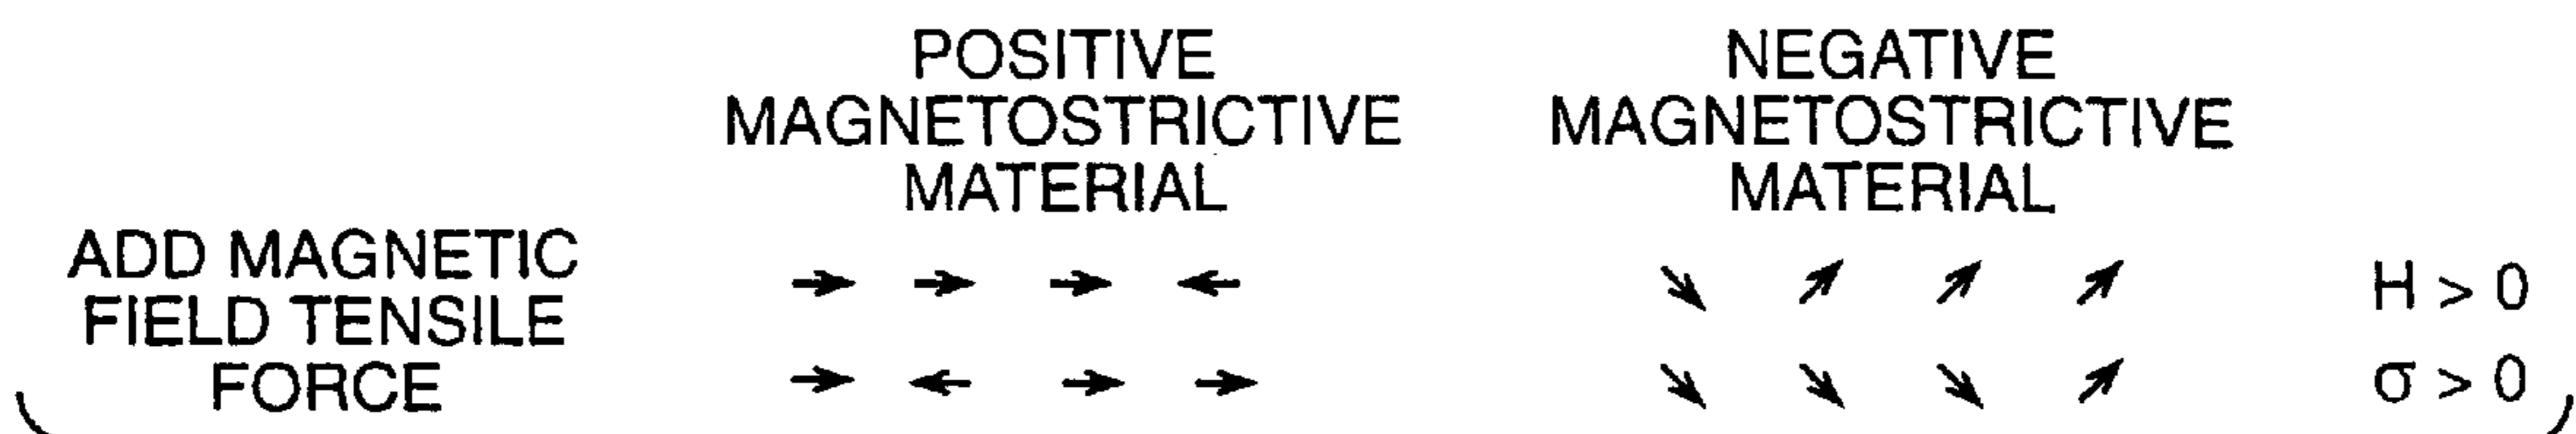 POSITIVE
MAGNETOSTRICTIVE
MATERIAL
NEGATIVE
MAGNETOSTRICTIVE
MATERIAL
ADD MAGNETIC
FIELD TENSILE
FORCE
H > 0
σ > 0